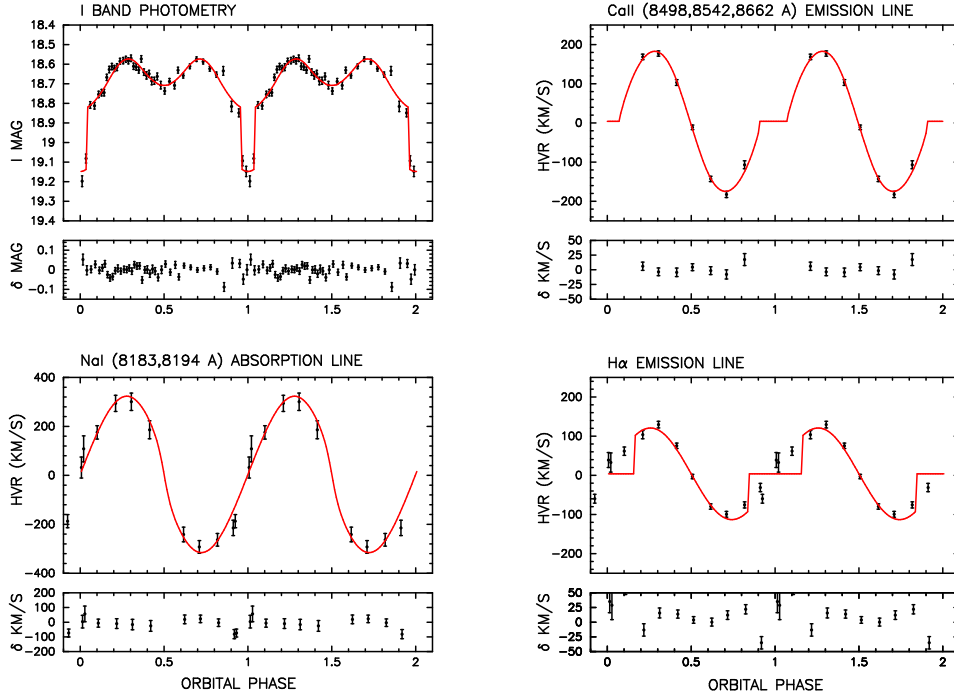 I BAND PHOTOMETRY
18.4
18.5
18.6
18.7
18.8
18.9
19
19.1
19.2
19.3
19.4
I MAG
0.1
0
−0.1
δ MAG
0 0.5 1 1.5 2
CaII (8498,8542,8662 A) EMISSION LINE
200
100
0
−100
−200
HVR (KM/S)
50
25
0
−25
−50
δ KM/S
0 0.5 1 1.5 2
NaI (8183,8194 A) ABSORPTION LINE
400
200
0
−200
−400
HVR (KM/S)
200
100
0
−100
−200
δ KM/S
0 0.5 1 1.5 2
ORBITAL PHASE
Hα EMISSION LINE
200
100
0
−100
−200
HVR (KM/S)
50
25
0
−25
−50
δ KM/S
0 0.5 1 1.5 2
ORBITAL PHASE